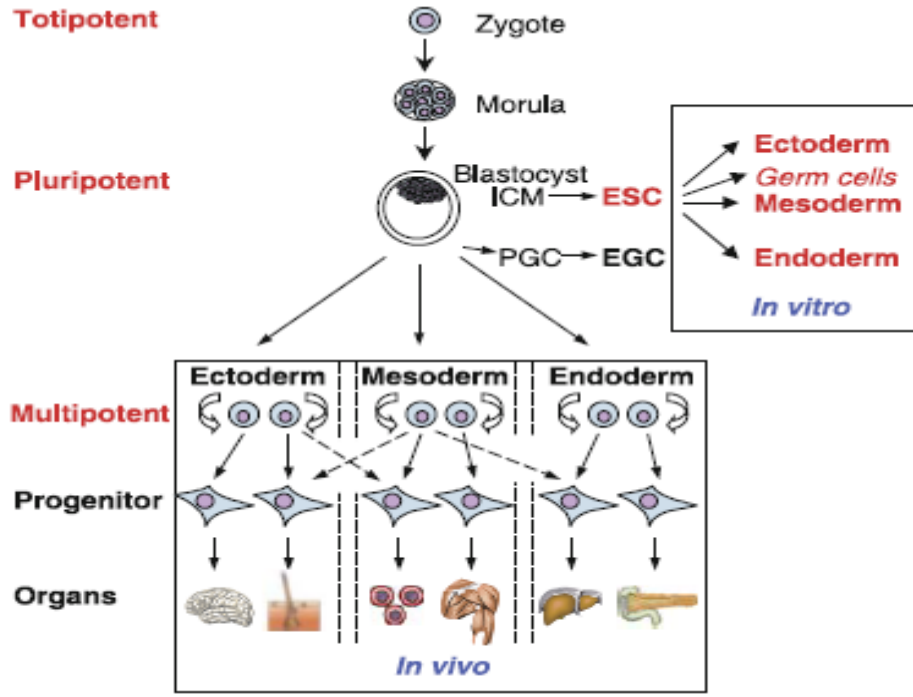 Totipotent
Zygote
Morula
Pluripotent
Blastocyst
ICM
ESC
PGC
EGC
Ectoderm
Germ cells
Mesoderm
Endoderm
In vitro
Ectoderm
Mesoderm
Endoderm
Multipotent
Progenitor
Organs
In vivo